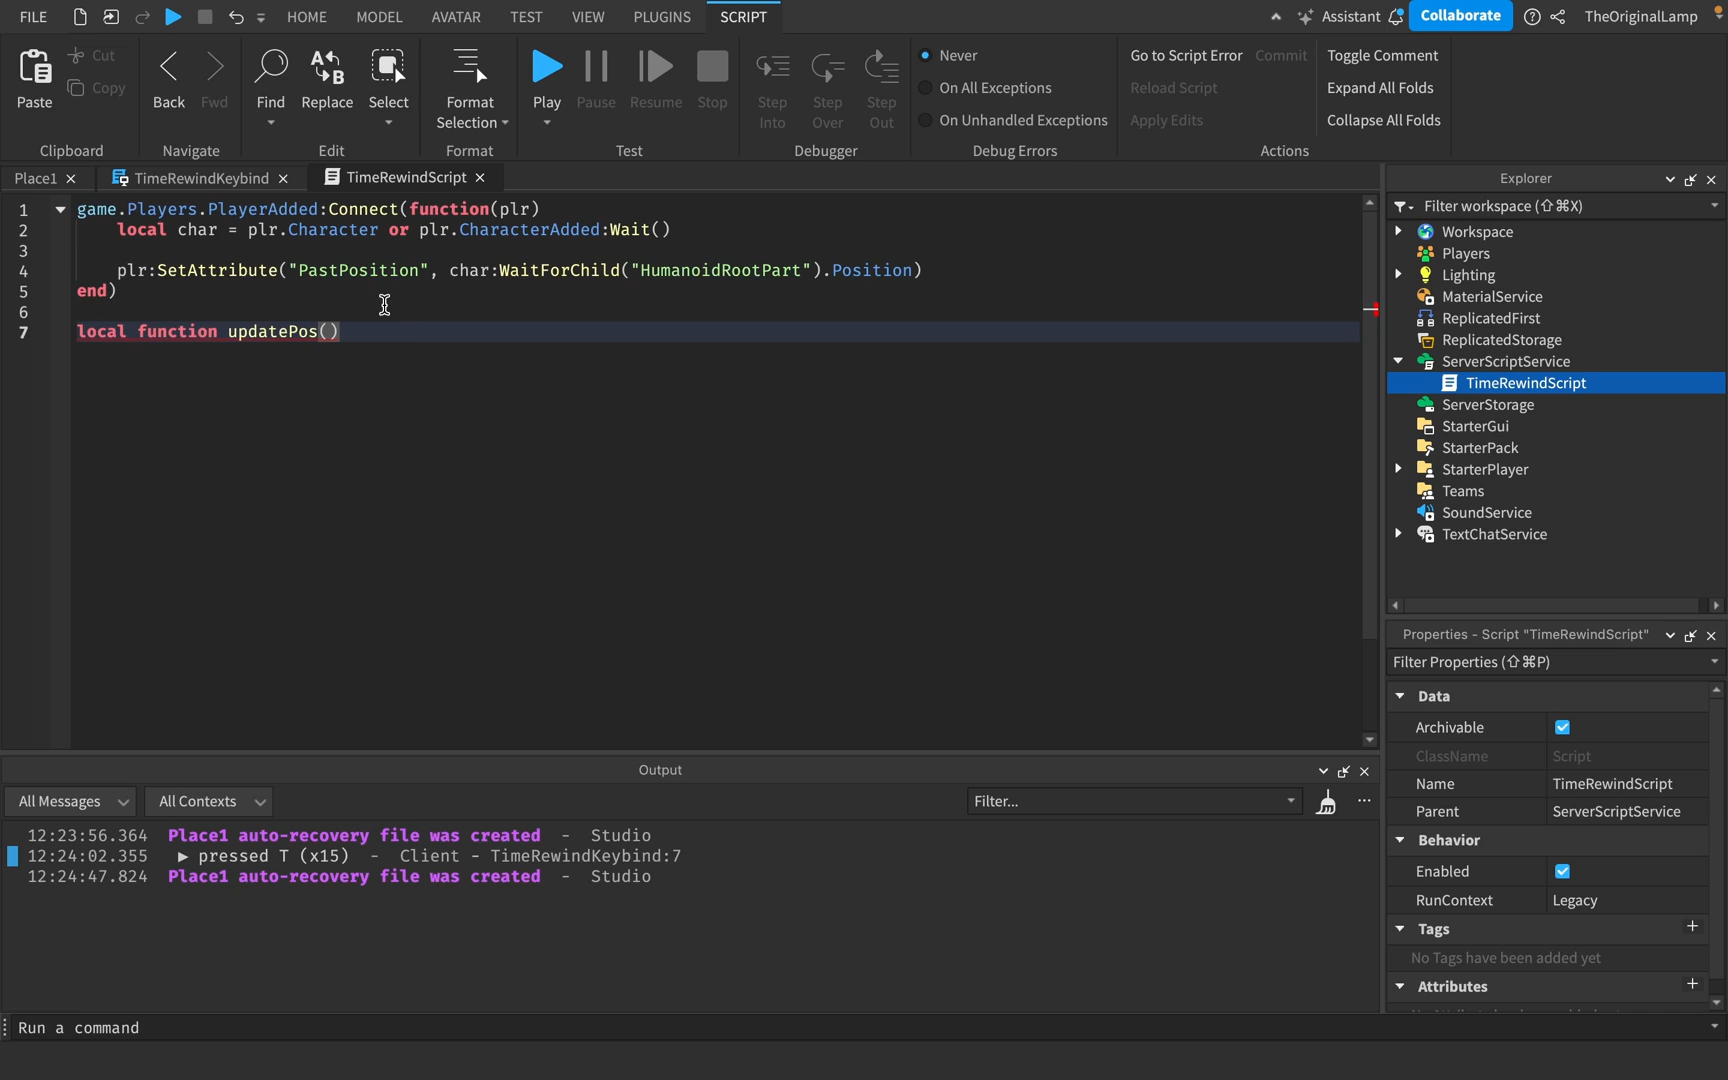 FILE HOME MODEL AVATAR TEST VIEW PLUGINS SCRIPT Assistant Collaborate TheOriginalLamp
Paste Cut Copy
Back Fwd
Find Replace Select
Format Selection
Play Pause Resume Stop
Step Into Step Over Step Out
Never
On All Exceptions
On Unhandled Exceptions
Go to Script Error Commit Toggle Comment
Reload Script Expand All Folds
Apply Edits Collapse All Folds
Clipboard Navigate Edit Format Test Debugger Debug Errors Actions
Place1 TimeRewindKeybind TimeRewindScript
1 game.Players.PlayerAdded:Connect(function(plr)
2 local char = plr.Character or plr.CharacterAdded:Wait()
3
4 plr:SetAttribute("PastPosition", char:WaitForChild("HumanoidRootPart").Position)
5 end)
6
7 local function updatePos()
Explorer
Filter workspace (⇧⌘X)
Workspace
Players
Lighting
MaterialService
ReplicatedFirst
ReplicatedStorage
ServerScriptService
TimeRewindScript
ServerStorage
StarterGui
StarterPack
StarterPlayer
Teams
SoundService
TextChatService
Properties - Script "TimeRewindScript"
Filter Properties (⇧⌘P)
Data
Archivable
ClassName Script
Name TimeRewindScript
Parent ServerScriptService
Behavior
Enabled
RunContext Legacy
Tags
No Tags have been added yet
Attributes
Output
All Messages All Contexts Filter...
12:23:56.364 Place1 auto-recovery file was created - Studio
12:24:02.355 ▶ pressed T (x15) - Client - TimeRewindKeybind:7
12:24:47.824 Place1 auto-recovery file was created - Studio
Run a command